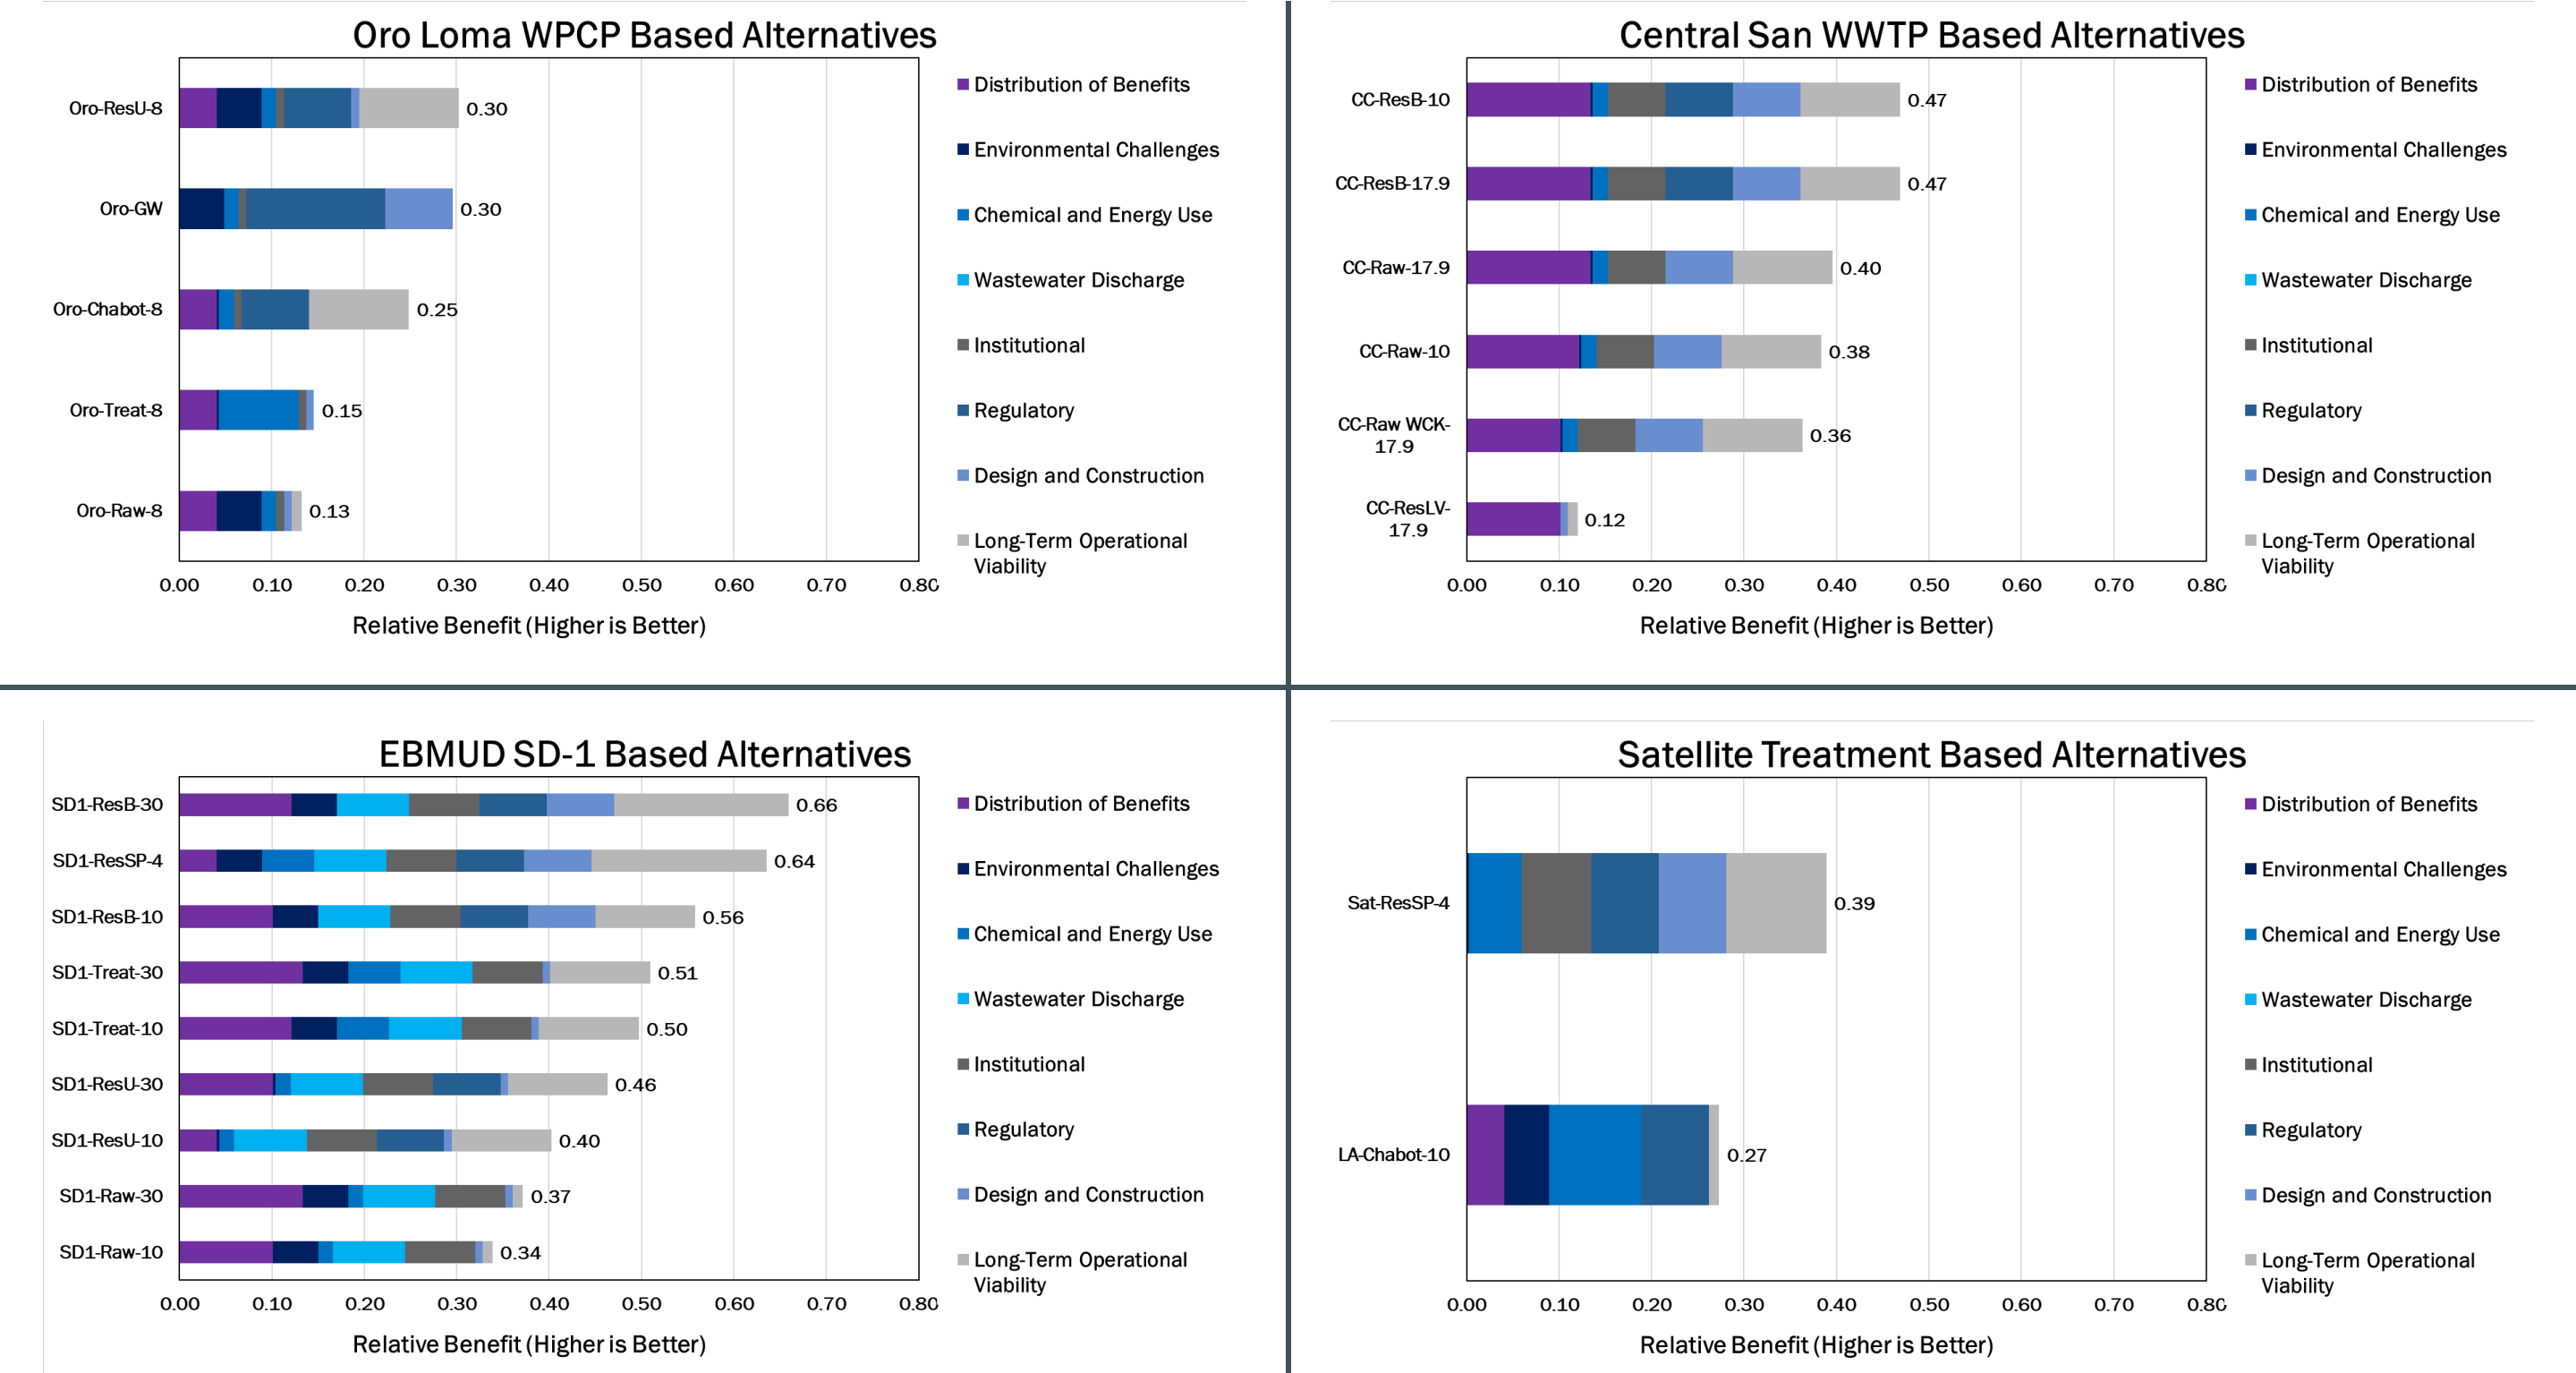 Oro Loma WPCP Based Alternatives
Oro-ResU-8
0.30
Oro-GW
0.30
Oro-Chabot-8
0.25
Oro-Treat-8
0.15
Oro-Raw-8
0.13
0.00 0.10 0.20 0.30 0.40 0.50 0.60 0.70 0.80
Relative Benefit (Higher is Better)
Distribution of Benefits
Environmental Challenges
Chemical and Energy Use
Wastewater Discharge
Institutional
Regulatory
Design and Construction
Long-Term Operational
Viability
Central San WWTP Based Alternatives
CC-ResB-10
0.47
CC-ResB-17.9
0.47
CC-Raw-17.9
0.40
CC-Raw-10
0.38
CC-Raw WCK-
17.9
0.36
CC-ResLV-
17.9
0.12
0.00 0.10 0.20 0.30 0.40 0.50 0.60 0.70 0.80
Relative Benefit (Higher is Better)
Distribution of Benefits
Environmental Challenges
Chemical and Energy Use
Wastewater Discharge
Institutional
Regulatory
Design and Construction
Long-Term Operational
Viability
EBMUD SD-1 Based Alternatives
SD1-ResB-30
0.66
SD1-ResSP-4
0.64
SD1-ResB-10
0.56
SD1-Treat-30
0.51
SD1-Treat-10
0.50
SD1-ResU-30
0.46
SD1-ResU-10
0.40
SD1-Raw-30
0.37
SD1-Raw-10
0.34
0.00 0.10 0.20 0.30 0.40 0.50 0.60 0.70 0.80
Relative Benefit (Higher is Better)
Distribution of Benefits
Environmental Challenges
Chemical and Energy Use
Wastewater Discharge
Institutional
Regulatory
Design and Construction
Long-Term Operational
Viability
Satellite Treatment Based Alternatives
Sat-ResSP-4
0.39
LA-Chabot-10
0.27
0.00 0.10 0.20 0.30 0.40 0.50 0.60 0.70 0.80
Relative Benefit (Higher is Better)
Distribution of Benefits
Environmental Challenges
Chemical and Energy Use
Wastewater Discharge
Institutional
Regulatory
Design and Construction
Long-Term Operational
Viability